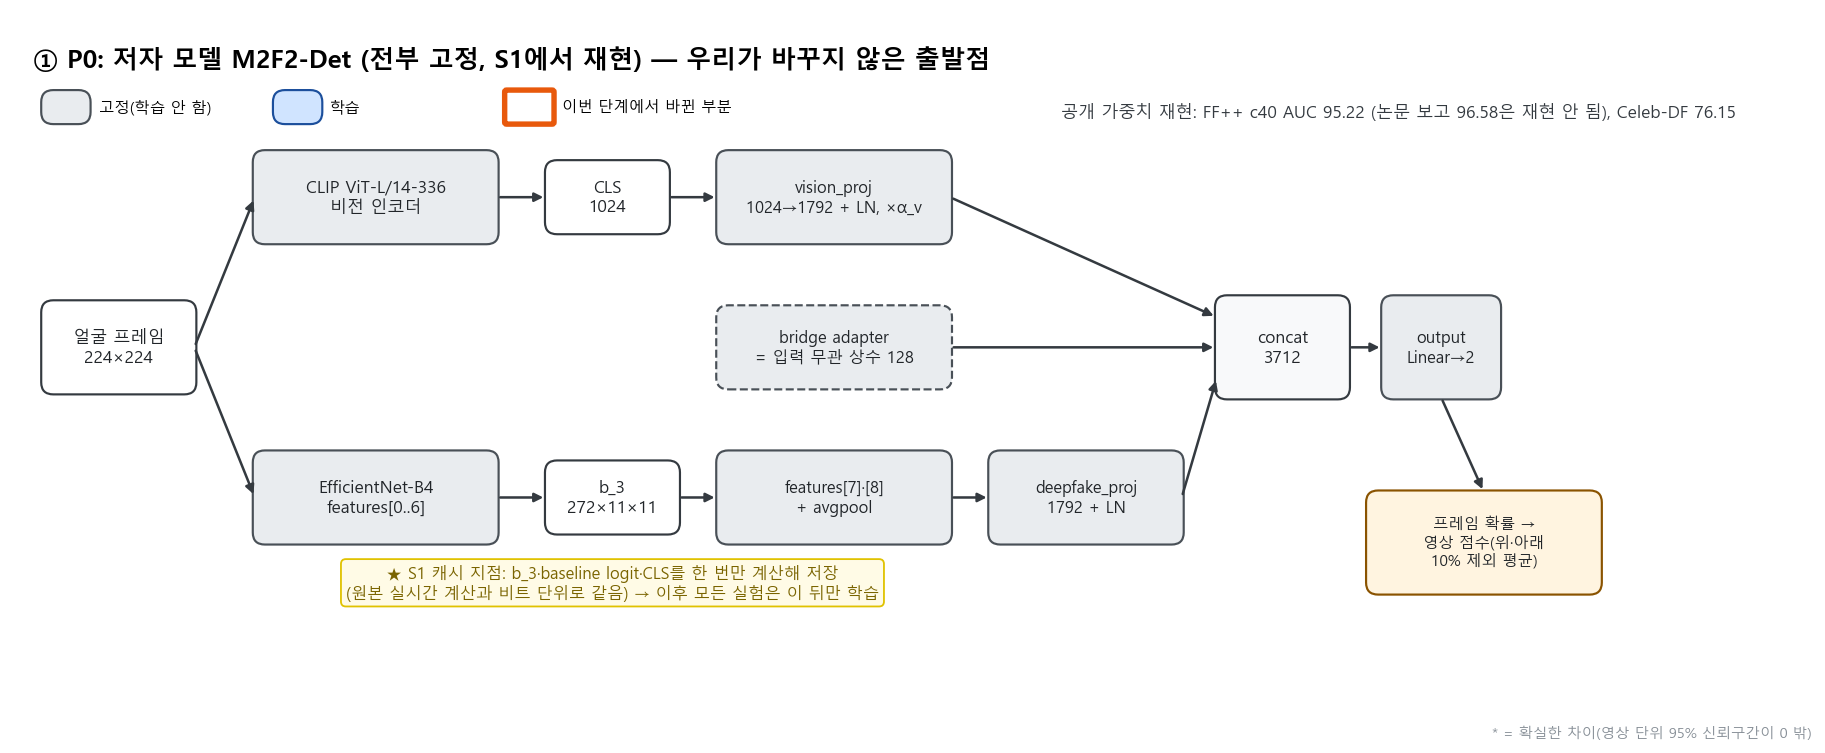 ① P0: 저자 모델 M2F2-Det (전부 고정, S1에서 재현) — 우리가 바꾸지 않은 출발점
고정(학습 안 함)
학습
이번 단계에서 바뀐 부분
공개 가중치 재현: FF++ c40 AUC 95.22 (논문 보고 96.58은 재현 안 됨), Celeb-DF 76.15
CLIP ViT-L/14-336
비전 인코더
CLS
1024
vision_proj
1024→1792 + LN, ×α_v
얼굴 프레임
224×224
bridge adapter
= 입력 무관 상수 128
concat
3712
output
Linear→2
EfficientNet-B4
features[0..6]
b_3
272×11×11
features[7]·[8]
+ avgpool
deepfake_proj
1792 + LN
프레임 확률 →
영상 점수(위·아래
10% 제외 평균)
★ S1 캐시 지점: b_3·baseline logit·CLS를 한 번만 계산해 저장
(원본 실시간 계산과 비트 단위로 같음) → 이후 모든 실험은 이 뒤만 학습
* = 확실한 차이(영상 단위 95% 신뢰구간이 0 밖)